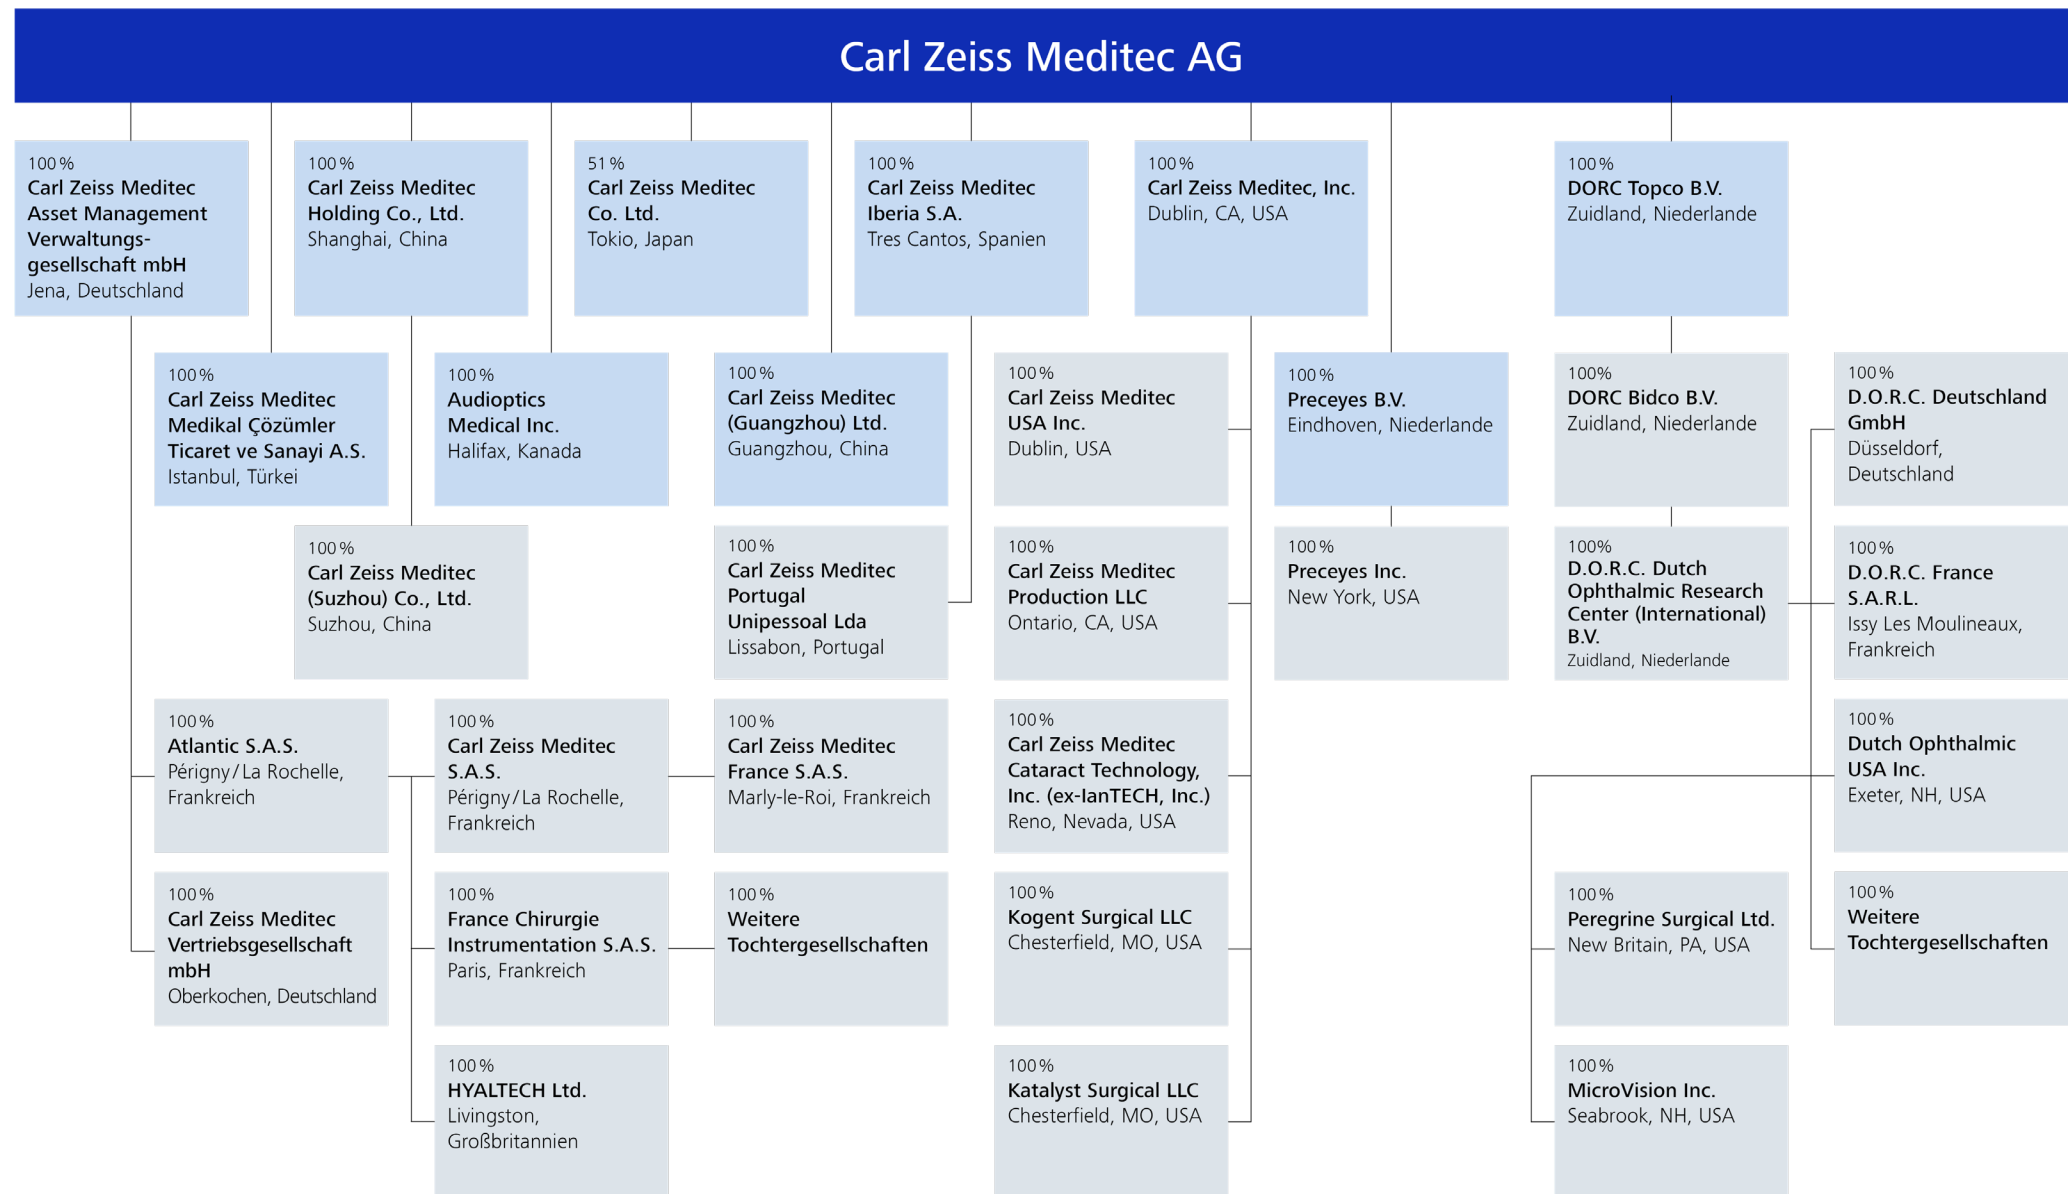 Carl Zeiss Meditec AG
100 %
Carl Zeiss Meditec
Asset Management
Verwaltungs-
gesellschaft mbH
Jena, Deutschland
100 %
Carl Zeiss Meditec
Holding Co., Ltd.
Shanghai, China
51 %
Carl Zeiss Meditec
Co. Ltd.
Tokio, Japan
100 %
Carl Zeiss Meditec
Iberia S.A.
Tres Cantos, Spanien
100 %
Carl Zeiss Meditec, Inc.
Dublin, CA, USA
100 %
DORC Topco B.V.
Zuidland, Niederlande
100 %
Carl Zeiss Meditec
Medikal Çözümler
Ticaret ve Sanayi A.S.
Istanbul, Türkei
100 %
Audioptics
Medical Inc.
Halifax, Kanada
100 %
Carl Zeiss Meditec
(Guangzhou) Ltd.
Guangzhou, China
100 %
Carl Zeiss Meditec
USA Inc.
Dublin, USA
100 %
Preceyes B.V.
Eindhoven, Niederlande
100%
DORC Bidco B.V.
Zuidland, Niederlande
100 %
D.O.R.C. Deutschland
GmbH
Düsseldorf,
Deutschland
100 %
Carl Zeiss Meditec
(Suzhou) Co., Ltd.
Suzhou, China
100 %
Carl Zeiss Meditec
Portugal
Unipessoal Lda
Lissabon, Portugal
100 %
Carl Zeiss Meditec
Production LLC
Ontario, CA, USA
100 %
Preceyes Inc.
New York, USA
100%
D.O.R.C. Dutch
Ophthalmic Research
Center (International)
B.V.
Zuidland, Niederlande
100 %
D.O.R.C. France
S.A.R.L.
Issy Les Moulineaux,
Frankreich
100 %
Atlantic S.A.S.
Périgny / La Rochelle,
Frankreich
100 %
Carl Zeiss Meditec
S.A.S.
Périgny / La Rochelle,
Frankreich
100 %
Carl Zeiss Meditec
France S.A.S.
Marly-le-Roi, Frankreich
100 %
Carl Zeiss Meditec
Cataract Technology,
Inc. (ex-IanTECH, Inc.)
Reno, Nevada, USA
100 %
Dutch Ophthalmic
USA Inc.
Exeter, NH, USA
100 %
Carl Zeiss Meditec
Vertriebsgesellschaft
mbH
Oberkochen, Deutschland
100 %
France Chirurgie
Instrumentation S.A.S.
Paris, Frankreich
100 %
Weitere
Tochtergesellschaften
100 %
Kogent Surgical LLC
Chesterfield, MO, USA
100 %
Peregrine Surgical Ltd.
New Britain, PA, USA
100 %
Weitere
Tochtergesellschaften
100 %
HYALTECH Ltd.
Livingston,
Großbritannien
100 %
Katalyst Surgical LLC
Chesterfield, MO, USA
100 %
MicroVision Inc.
Seabrook, NH, USA